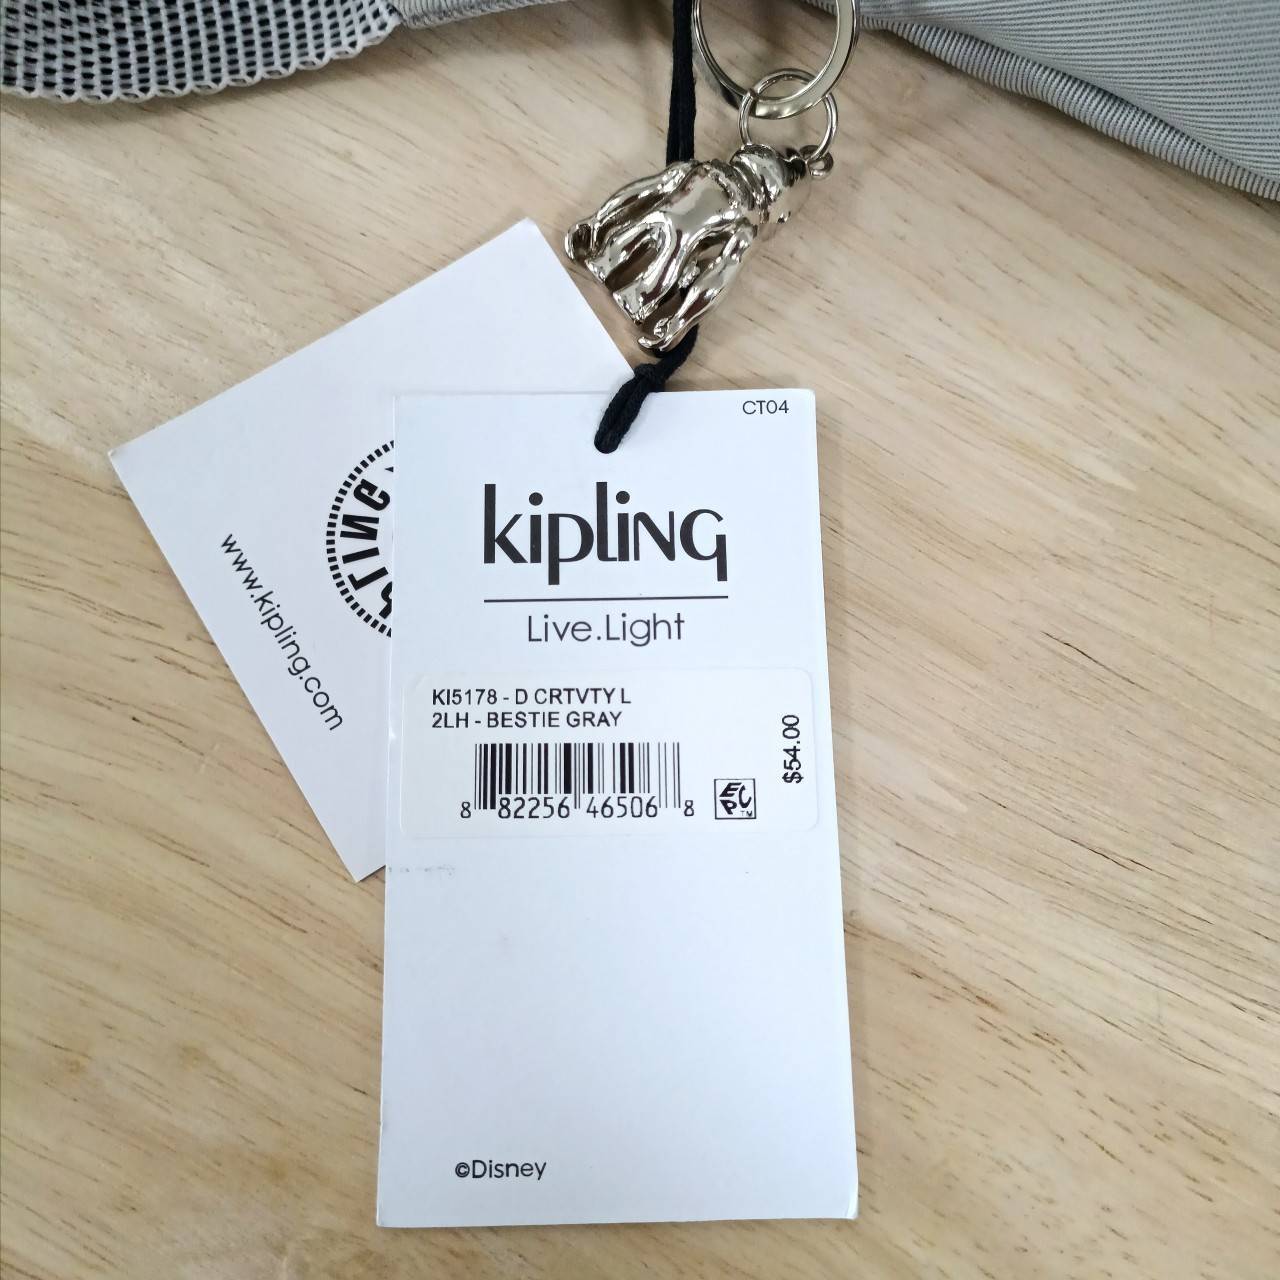 CT04
kipling
Live.Light
KI5178 - D CRTVTY L
2LH - BESTIE GRAY
$54.00
8 82256 46506 8
EPC™
©Disney
www.kipling.com